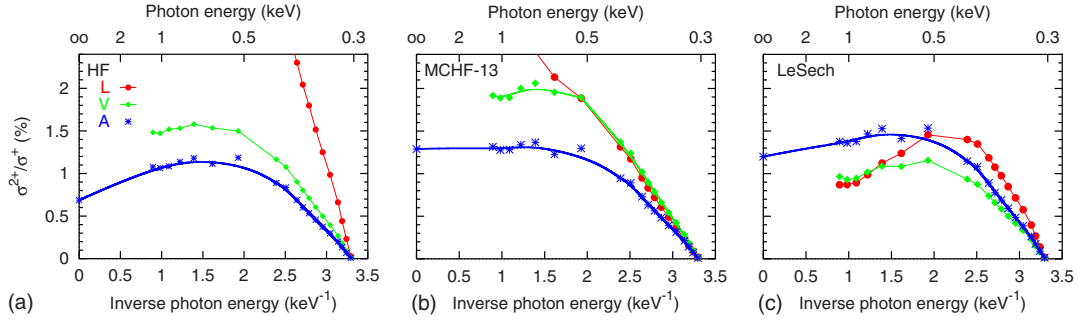 Photon energy (keV) Photon energy (keV) Photon energy (keV)
(a) oo 2 1 0.5 0.3 (b) oo 2 1 0.5 0.3 (c) oo 2 1 0.5 0.3
HF MCHF-13 LeSech
L
V
A
σ2+/σ+ (%)
2
1.5
1
0.5
0
0 0.5 1 1.5 2 2.5 3 3.5 0 0.5 1 1.5 2 2.5 3 3.5 0 0.5 1 1.5 2 2.5 3 3.5
(a) Inverse photon energy (keV-1) (b) Inverse photon energy (keV-1) (c) Inverse photon energy (keV-1)